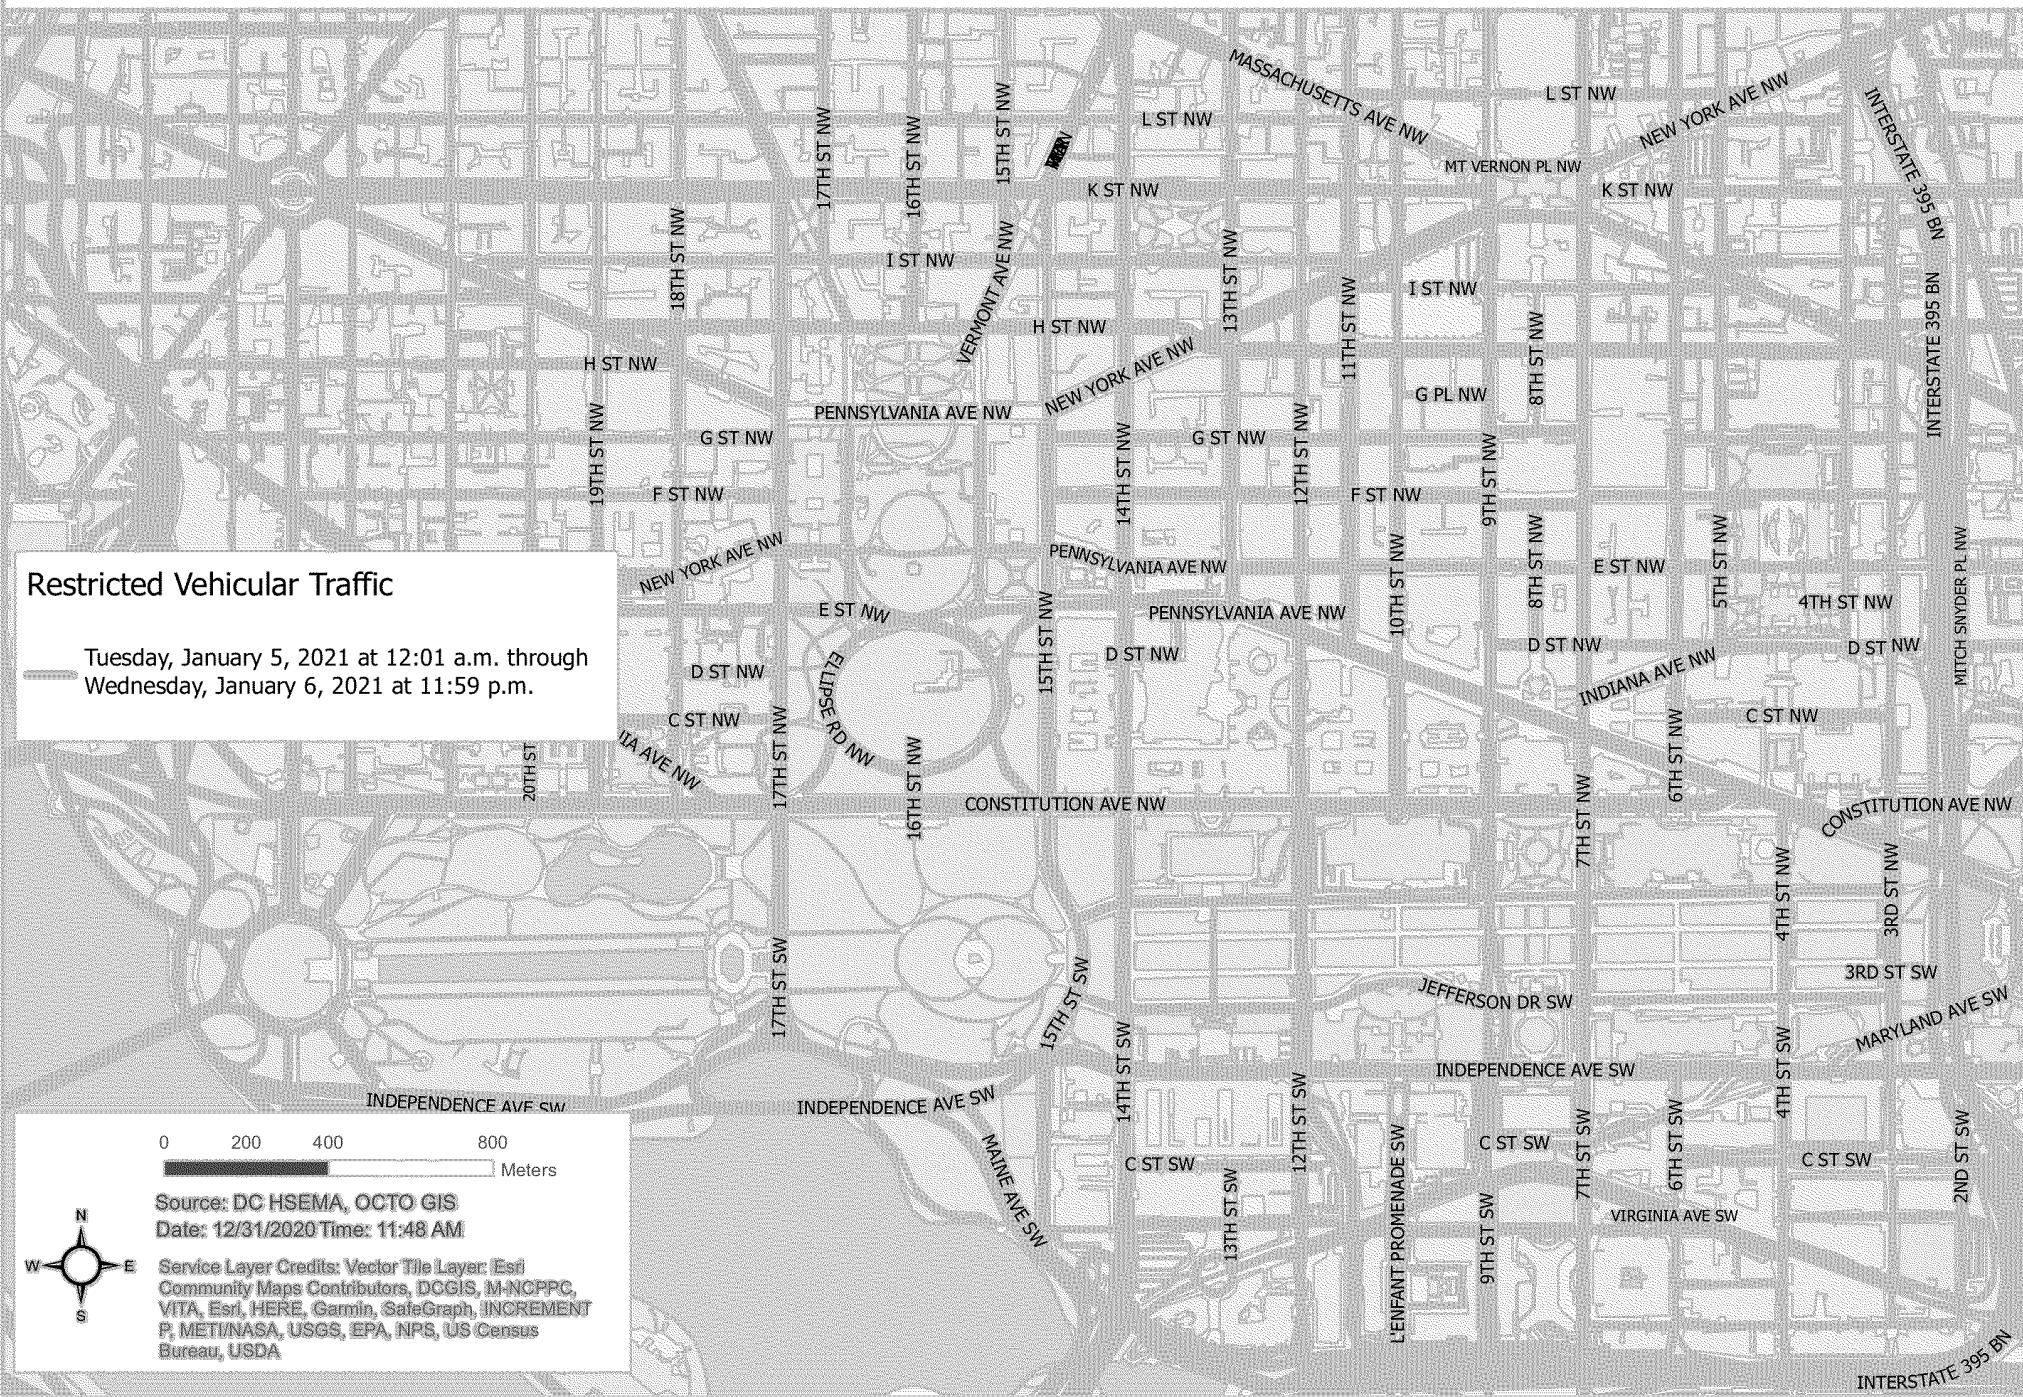 MASSACHUSETTS AVE NW
L ST NW
NEW YORK AVE NW
INTERSTATE 395 BN
17TH ST NW
16TH ST NW
15TH ST NW
L ST NW
MT VERNON PL NW
K ST NW
K ST NW
18TH ST NW
I ST NW
VERMONT AVE NW
13TH ST NW
I ST NW
11TH ST NW
8TH ST NW
INTERSTATE 395 BN
H ST NW
H ST NW
NEW YORK AVE NW
G PL NW
PENNSYLVANIA AVE NW
G ST NW
G ST NW
19TH ST NW
14TH ST NW
12TH ST NW
9TH ST NW
F ST NW
F ST NW
NEW YORK AVE NW
PENNSYLVANIA AVE NW
10TH ST NW
8TH ST NW
E ST NW
5TH ST NW
MITCH SNYDER PL NW
Restricted Vehicular Traffic
Tuesday, January 5, 2021 at 12:01 a.m. through
Wednesday, January 6, 2021 at 11:59 p.m.
E ST NW
15TH ST NW
PENNSYLVANIA AVE NW
4TH ST NW
D ST NW
ELLIPSE RD NW
D ST NW
D ST NW
D ST NW
INDIANA AVE NW
C ST NW
C ST NW
IA AVE NW
20TH ST
17TH ST NW
16TH ST NW
CONSTITUTION AVE NW
6TH ST NW
7TH ST NW
CONSTITUTION AVE NW
4TH ST NW
3RD ST NW
17TH ST SW
15TH ST SW
JEFFERSON DR SW
3RD ST SW
MARYLAND AVE SW
14TH ST SW
INDEPENDENCE AVE SW
4TH ST SW
INDEPENDENCE AVE SW
INDEPENDENCE AVE SW
MAINE AVE SW
C ST SW
12TH ST SW
13TH ST SW
L'ENFANT PROMENADE SW
C ST SW
9TH ST SW
7TH ST SW
6TH ST SW
C ST SW
2ND ST SW
VIRGINIA AVE SW
INTERSTATE 395 BN
0 200 400 800
Meters
Source: DC HSEMA, OCTO GIS
Date: 12/31/2020 Time: 11:48 AM
N
W E
S
Service Layer Credits: Vector Tile Layer: Esri
Community Maps Contributors, DCGIS, M-NCPPC,
VITA, Esri, HERE, Garmin, SafeGraph, INCREMENT
P, METI/NASA, USGS, EPA, NPS, US Census
Bureau, USDA